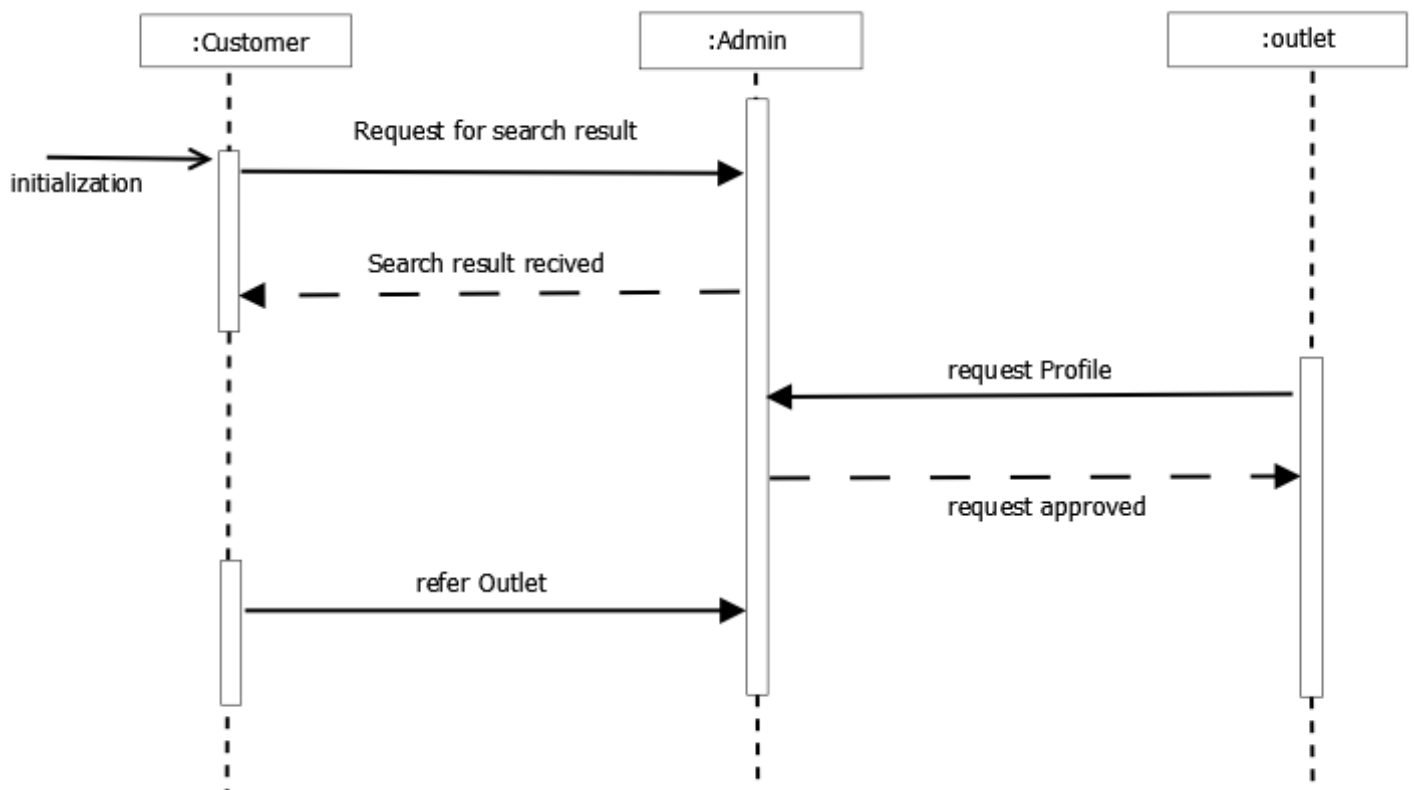 :Customer
:Admin
:outlet
Request for search result
initialization
Search result recived
request Profile
request approved
refer Outlet